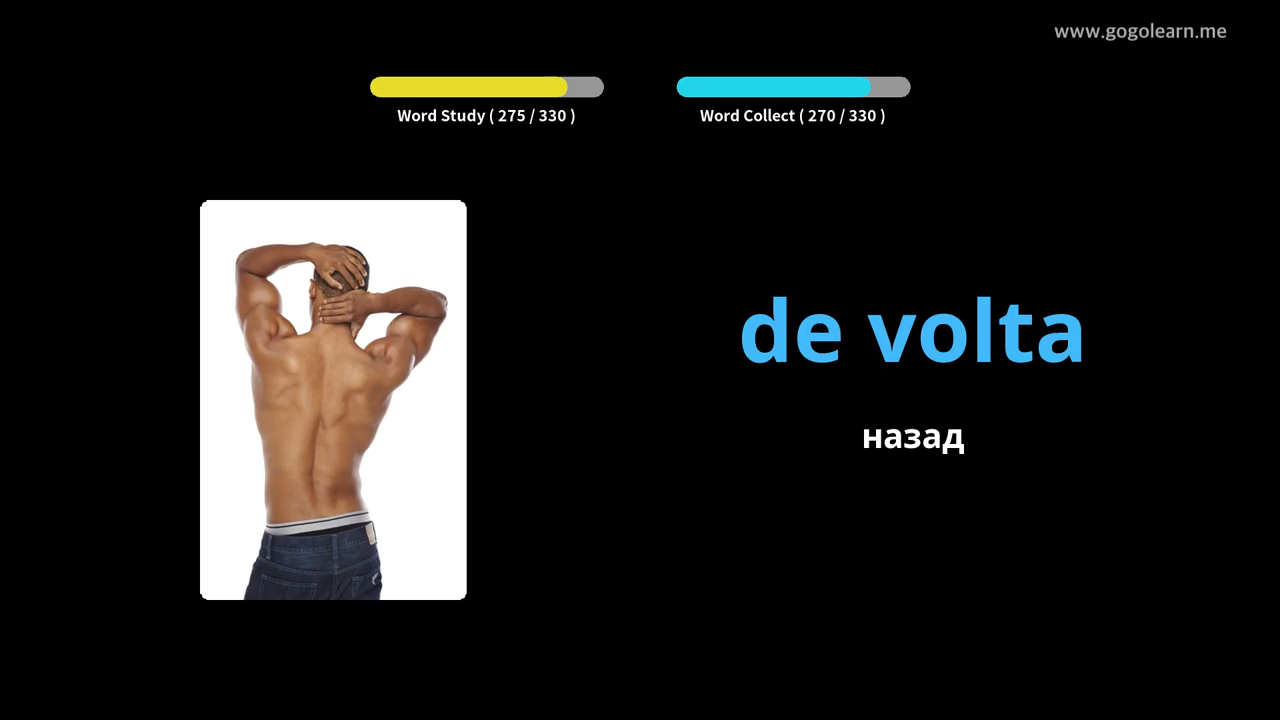 www.gogolearn.me
Word Study ( 275 / 330 )
Word Collect ( 270 / 330 )
de volta
назад